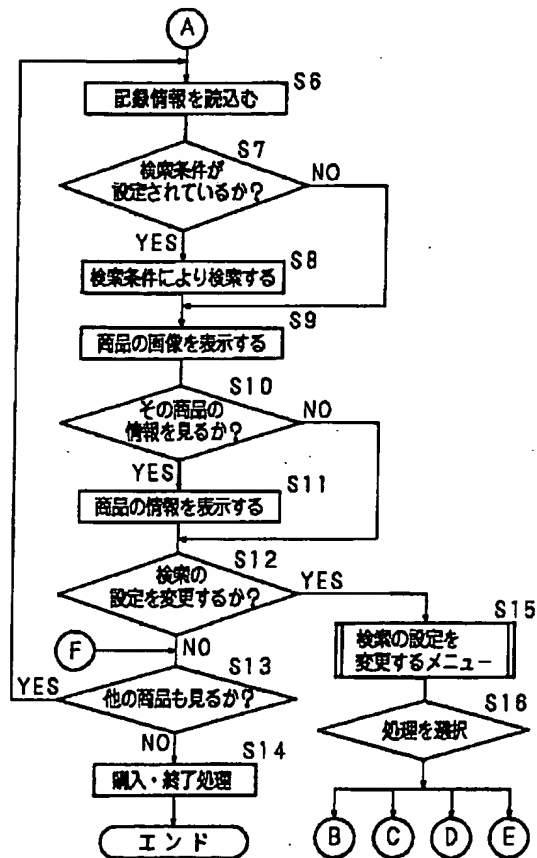 A
S6
記録情報を読込む
S7
検索条件が
設定されているか?
NO
YES
S8
検索条件により検索する
S9
商品の画像を表示する
S10
その商品の
情報を見るか?
NO
YES
S11
商品の情報を表示する
S12
検索の
設定を変更するか?
YES
S15
検索の設定を
変更するメニュー
F
NO
S13
YES
他の商品も見るか?
S16
処理を選択
NO
S14
購入・終了処理
エンド
B
C
D
E